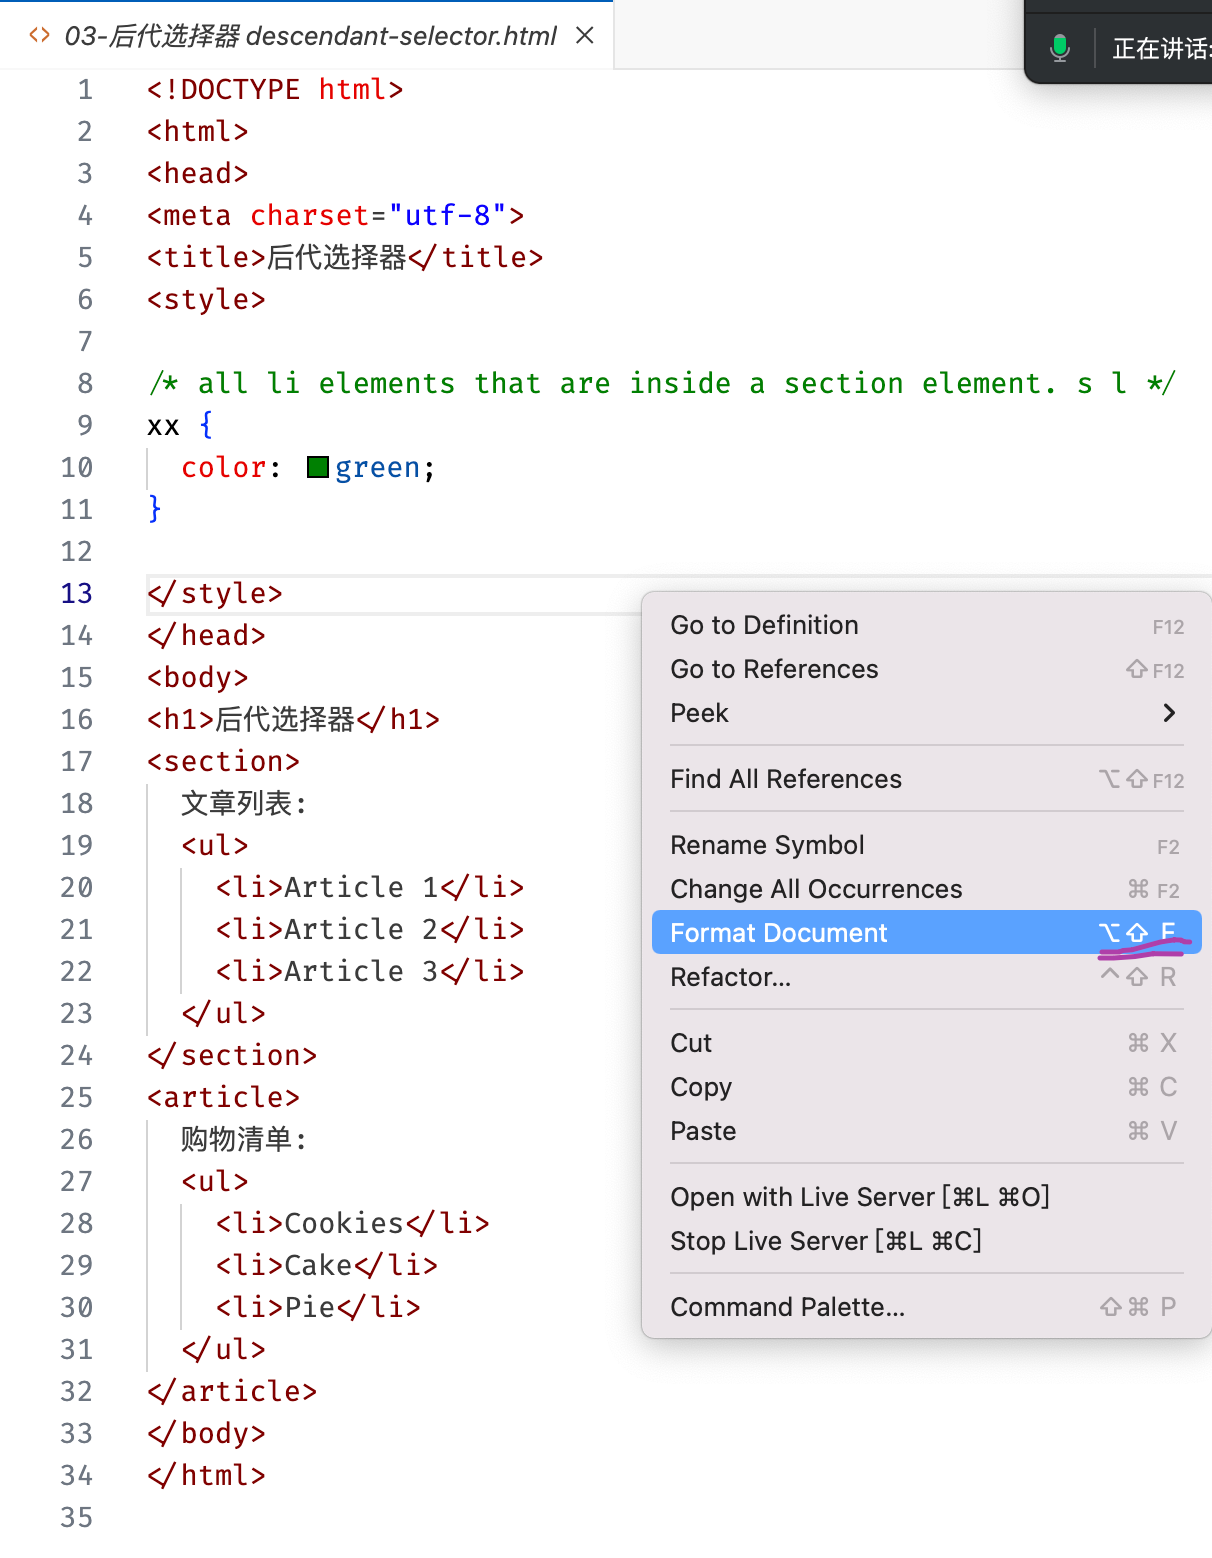 <> 03-后代选择器 descendant-selector.html ×
正在讲话:
1 <!DOCTYPE html>
2 <html>
3 <head>
4 <meta charset="utf-8">
5 <title>后代选择器</title>
6 <style>
7
8 /* all li elements that are inside a section element. s l */
9 xx {
10 color: green;
11 }
12
13 </style>
14 </head>
15 <body>
16 <h1>后代选择器</h1>
17 <section>
18 文章列表:
19 <ul>
20 <li>Article 1</li>
21 <li>Article 2</li>
22 <li>Article 3</li>
23 </ul>
24 </section>
25 <article>
26 购物清单:
27 <ul>
28 <li>Cookies</li>
29 <li>Cake</li>
30 <li>Pie</li>
31 </ul>
32 </article>
33 </body>
34 </html>
35
Go to Definition F12
Go to References ⇧F12
Peek >
Find All References ⌥⇧F12
Rename Symbol F2
Change All Occurrences ⌘F2
Format Document ⌥⇧F
Refactor... ^⇧R
Cut ⌘X
Copy ⌘C
Paste ⌘V
Open with Live Server [⌘L ⌘O]
Stop Live Server [⌘L ⌘C]
Command Palette... ⇧⌘P